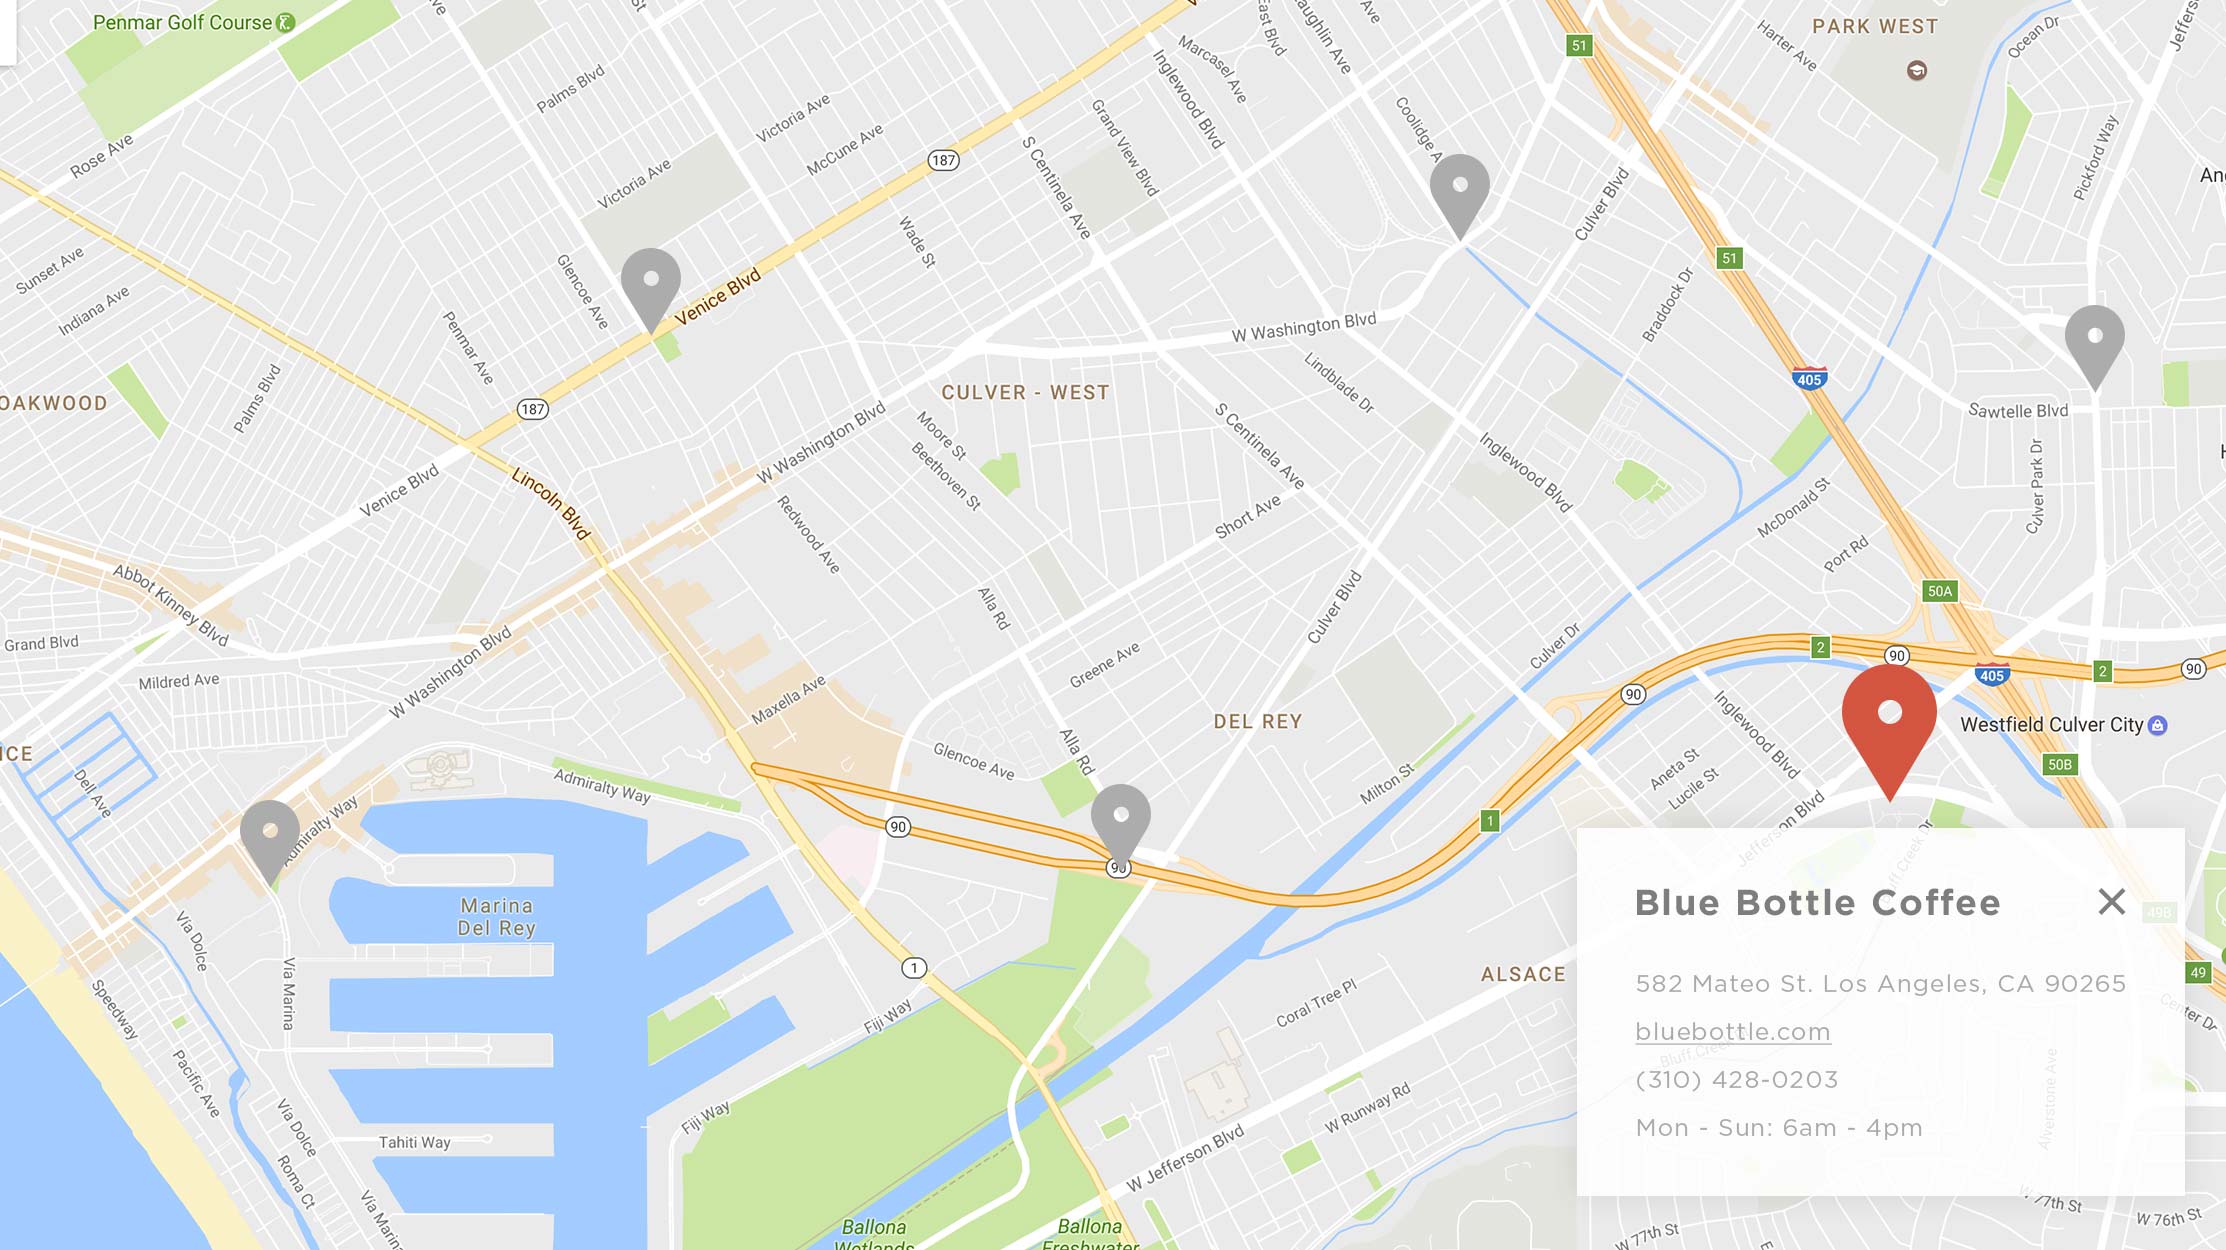 Penmar Golf Course
Rose Ave
Palms Blvd
Victoria Ave
Victoria Ave
McCune Ave
187
Marcasel Ave
Inglewood Blvd
Grand View Blvd
S Centinela Ave
Wade St
East Blvd
Coolidge A
51
Harter Ave
PARK WEST
Ocean Dr
Pickford Way
Culver Blvd
51
Braddock Dr
405
Sunset Ave
Indiana Ave
Glencoe Ave
Penmar Ave
Venice Blvd
W Washington Blvd
Lindblade Dr
CULVER - WEST
187
OAKWOOD
Palms Blvd
Sawtelle Blvd
Culver Park Dr
Venice Blvd
Lincoln Blvd
W Washington Blvd
Moore St
Beethoven St
S Centinela Ave
Inglewood Blvd
Short Ave
Redwood Ave
McDonald St
Port Rd
50A
Abbot Kinney Blvd
Grand Blvd
Mildred Ave
W Washington Blvd
Alla Rd
Culver Blvd
Greene Ave
Culver Dr
2
90
405
2
90
90
Maxella Ave
DEL REY
Inglewood Blvd
Westfield Culver City
ICE
Dell Ave
Admiralty Way
Glencoe Ave
Alla Rd
Milton St
Aneta St
Lucile St
50B
Admiralty Way
90
90
1
Jefferson Blvd
Marina
Del Rey
Via Dolce
Via Marina
Speedway
1
Fiji Way
ALSACE
Coral Tree Pl
Blue Bottle Coffee
49B
582 Mateo St. Los Angeles, CA 90265
49
Center Dr
bluebottle.com
(310) 428-0203
Mon - Sun: 6am - 4pm
Alverstone Ave
Pacific Ave
Via Dolce
Roma Ct
Tahiti Way
Via Marina
Fiji Way
W Runway Rd
W Jefferson Blvd
Ballona
Wetlands
Ballona
Freshwater
W 77th St
W 77th St
W 76th St